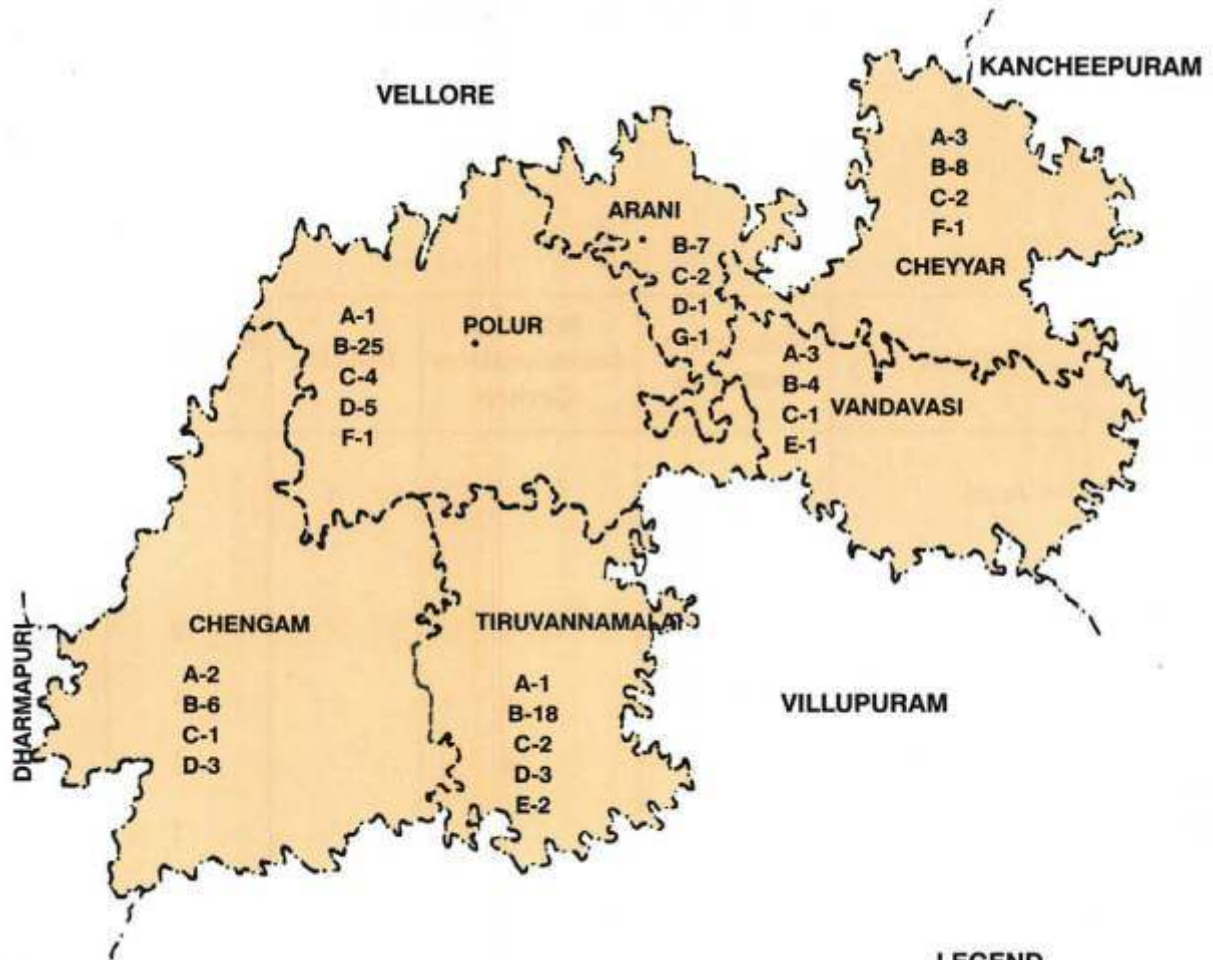 VELLORE
KANCHEEPURAM
A-3
B-8
C-2
F-1
CHEYYAR
ARANI
B-7
C-2
D-1
G-1
A-1
B-25
C-4
D-5
F-1
POLUR
A-3
B-4
C-1
E-1
VANDAVASI
DHARMAPURI
CHENGAM
A-2
B-6
C-1
D-3
TIRUVANNAMALAI
A-1
B-18
C-2
D-3
E-2
VILLUPURAM
LEGEND